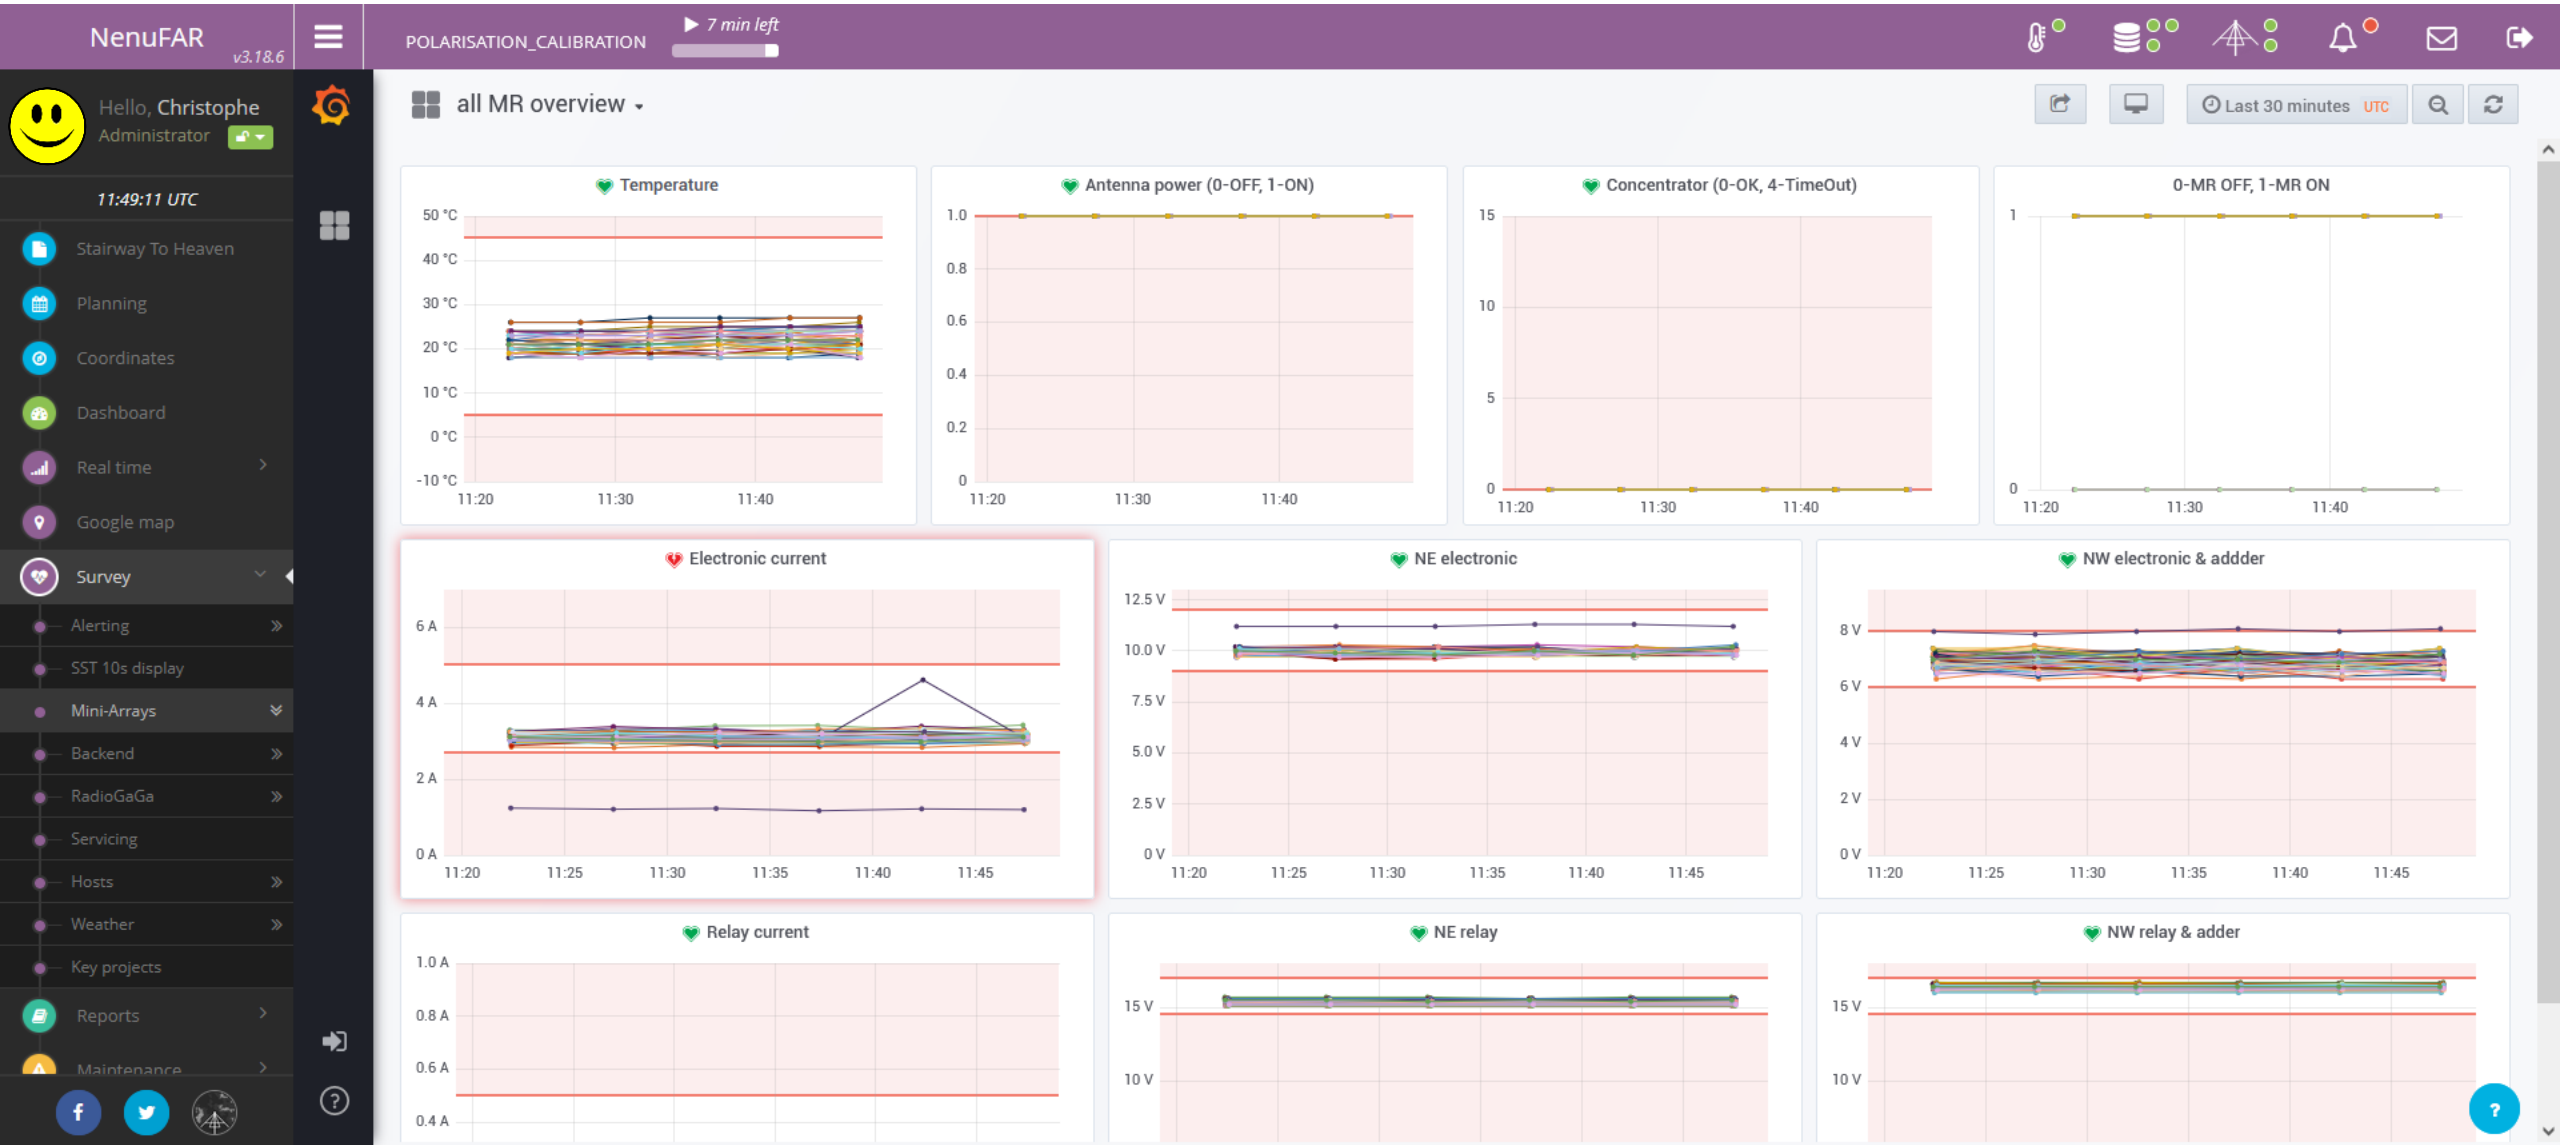 NenuFAR
v3.18.6
POLARISATION_CALIBRATION
7 min left
Hello, Christophe
Administrator
11:49:11 UTC
Stairway To Heaven
Planning
Coordinates
Dashboard
Real time
Google map
Survey
Alerting
SST 10s display
Mini-Arrays
Backend
RadioGaGa
Servicing
Hosts
Weather
Key projects
Reports
Maintenance
all MR overview
Last 30 minutes UTC
Temperature
50 °C
40 °C
30 °C
20 °C
10 °C
0 °C
-10 °C
11:20 11:30 11:40
Antenna power (0-OFF, 1-ON)
1.0
0.8
0.6
0.4
0.2
0
11:20 11:30 11:40
Concentrator (0-OK, 4-TimeOut)
15
10
5
0
11:20 11:30 11:40
0-MR OFF, 1-MR ON
1
0
11:20 11:30 11:40
Electronic current
6 A
4 A
2 A
0 A
11:20 11:25 11:30 11:35 11:40 11:45
NE electronic
12.5 V
10.0 V
7.5 V
5.0 V
2.5 V
0 V
11:20 11:25 11:30 11:35 11:40 11:45
NW electronic & addder
8 V
6 V
4 V
2 V
0 V
11:20 11:25 11:30 11:35 11:40 11:45
Relay current
1.0 A
0.8 A
0.6 A
0.4 A
NE relay
15 V
10 V
NW relay & adder
15 V
10 V